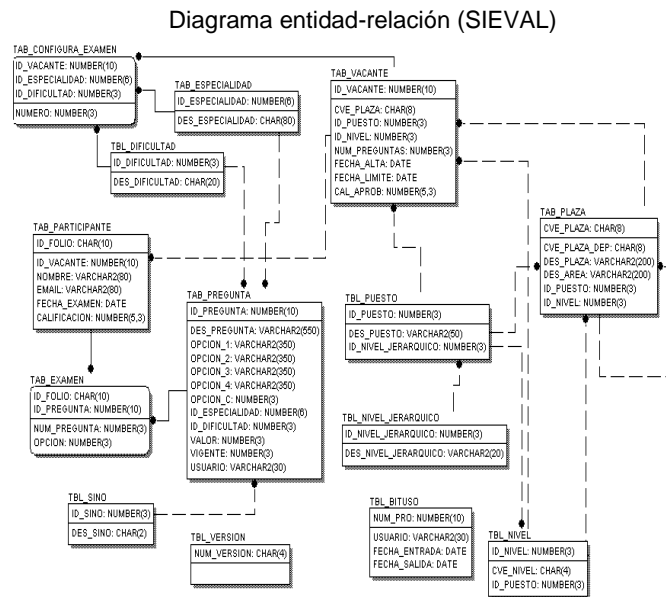 Diagrama entidad-relación (SIEVAL)
TAB_CONFIGURA_EXAMEN
ID_VACANTE: NUMBER(10)
ID_ESPECIALIDAD: NUMBER(6)
ID_DIFICULTAD: NUMBER(3)
NUMERO: NUMBER(3)
TAB_ESPECIALIDAD
ID_ESPECIALIDAD: NUMBER(6)
DES_ESPECIALIDAD: CHAR(80)
TBL_DIFICULTAD
ID_DIFICULTAD: NUMBER(3)
DES_DIFICULTAD: CHAR(20)
TAB_VACANTE
ID_VACANTE: NUMBER(10)
CVE_PLAZA: CHAR(8)
ID_PUESTO: NUMBER(3)
ID_NIVEL: NUMBER(3)
NUM_PREGUNTAS: NUMBER(3)
FECHA_ALTA: DATE
FECHA_LIMITE: DATE
CAL_APROB: NUMBER(5,3)
TAB_PLAZA
CVE_PLAZA: CHAR(8)
CVE_PLAZA_DEP: CHAR(8)
DES_PLAZA: VARCHAR2(200)
DES_AREA: VARCHAR2(200)
ID_PUESTO: NUMBER(3)
ID_NIVEL: NUMBER(3)
TAB_PARTICIPANTE
ID_FOLIO: CHAR(10)
ID_VACANTE: NUMBER(10)
NOMBRE: VARCHAR2(80)
EMAIL: VARCHAR2(80)
FECHA_EXAMEN: DATE
CALIFICACION: NUMBER(5,3)
TAB_PREGUNTA
ID_PREGUNTA: NUMBER(10)
DES_PREGUNTA: VARCHAR2(550)
OPCION_1: VARCHAR2(350)
OPCION_2: VARCHAR2(350)
OPCION_3: VARCHAR2(350)
OPCION_4: VARCHAR2(350)
OPCION_C: NUMBER(3)
ID_ESPECIALIDAD: NUMBER(6)
ID_DIFICULTAD: NUMBER(3)
VALOR: NUMBER(3)
VIGENTE: NUMBER(3)
USUARIO: VARCHAR2(30)
TBL_PUESTO
ID_PUESTO: NUMBER(3)
DES_PUESTO: VARCHAR2(50)
ID_NIVEL_JERARQUICO: NUMBER(3)
TAB_EXAMEN
ID_FOLIO: CHAR(10)
ID_PREGUNTA: NUMBER(10)
NUM_PREGUNTA: NUMBER(3)
OPCION: NUMBER(3)
TBL_NIVEL_JERARQUICO
ID_NIVEL_JERARQUICO: NUMBER(3)
DES_NIVEL_JERARQUICO: VARCHAR2(20)
TBL_SINO
ID_SINO: NUMBER(3)
DES_SINO: CHAR(2)
TBL_VERSION
NUM_VERSION: CHAR(4)
TBL_BITUSO
NUM_PRO: NUMBER(10)
USUARIO: VARCHAR2(30)
FECHA_ENTRADA: DATE
FECHA_SALIDA: DATE
TBL_NIVEL
ID_NIVEL: NUMBER(3)
CVE_NIVEL: CHAR(4)
ID_PUESTO: NUMBER(3)